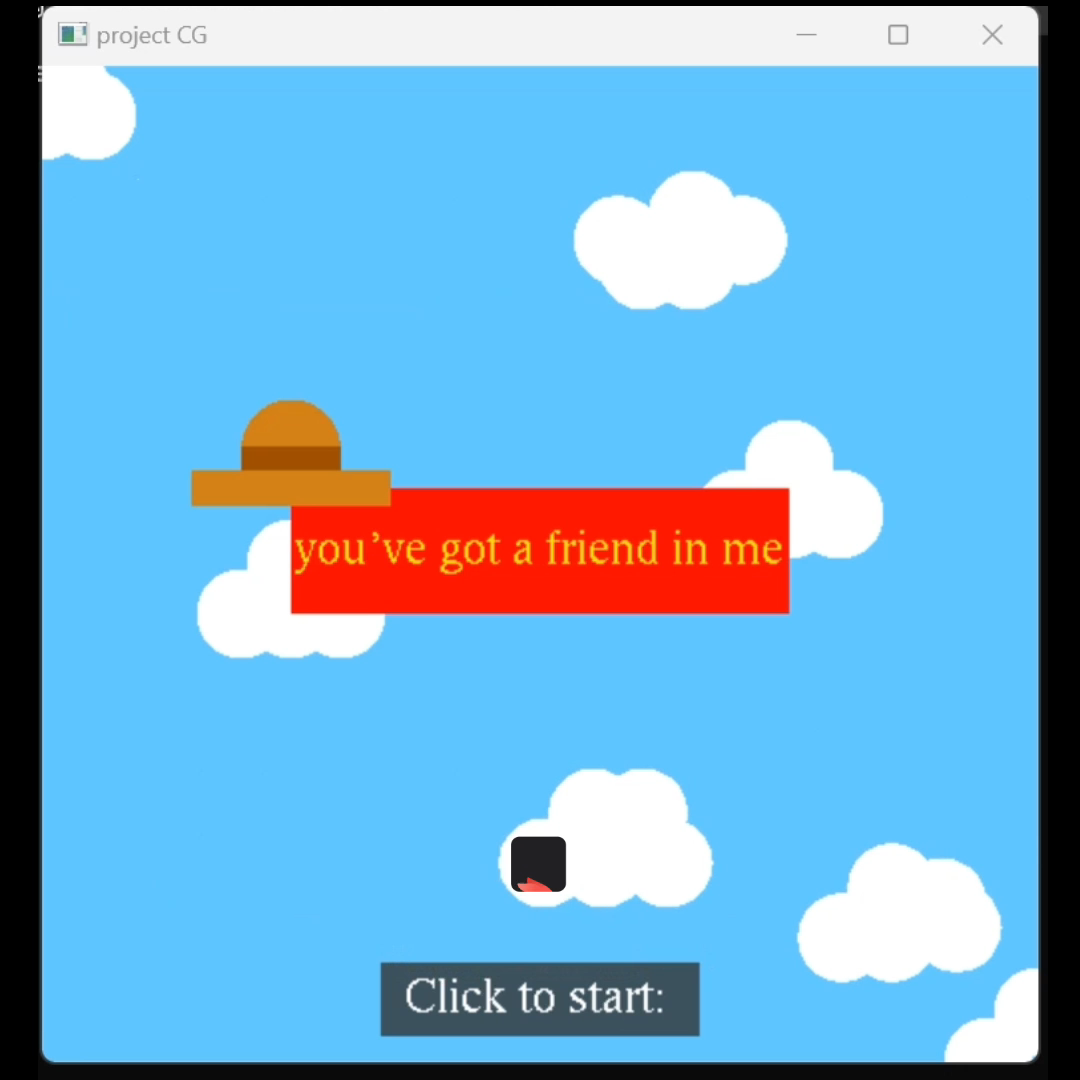 project CG
you’ve got a friend in me
Click to start: